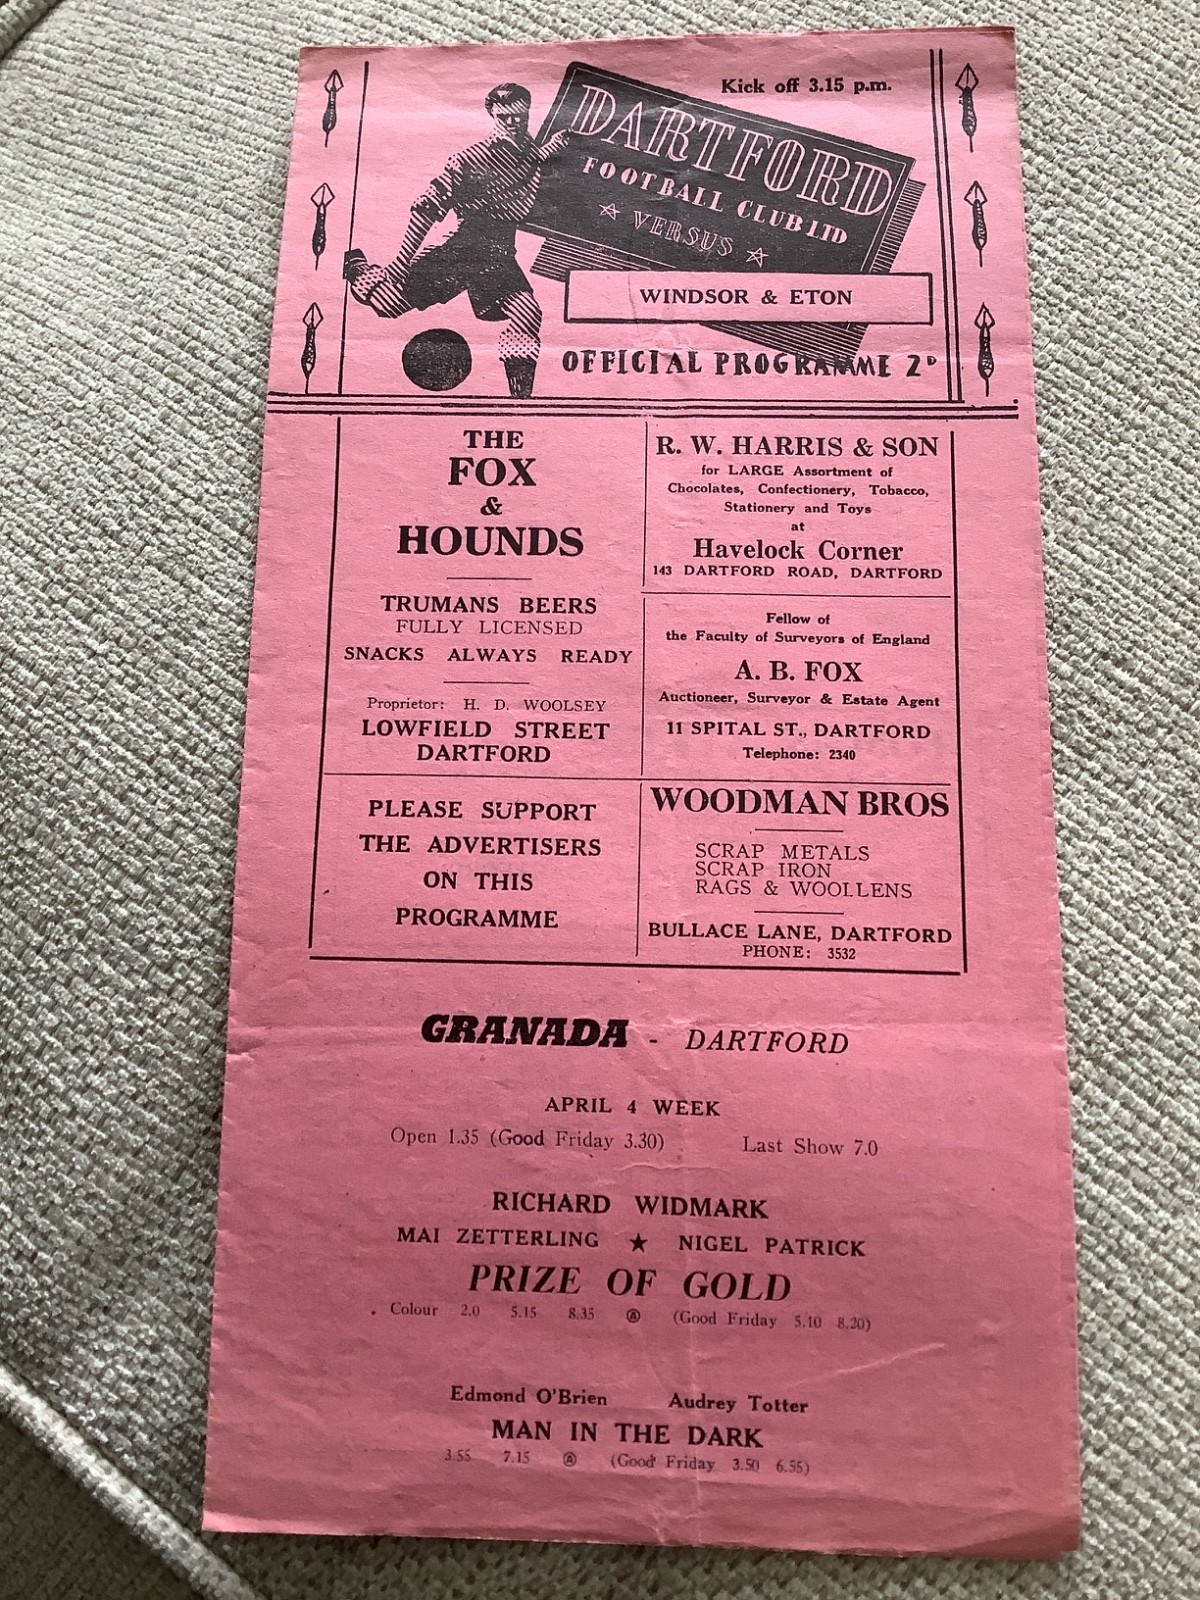 Kick off 3.15 p.m.
DARTFORD
FOOTBALL CLUB LTD
VERSUS
WINDSOR & ETON
OFFICIAL PROGRAMME 2D
THE
FOX
&
HOUNDS
TRUMANS BEERS
FULLY LICENSED
SNACKS ALWAYS READY
Proprietor: H. D. WOOLSEY
LOWFIELD STREET
DARTFORD
R. W. HARRIS & SON
for LARGE Assortment of
Chocolates, Confectionery, Tobacco,
Stationery and Toys
at
Havelock Corner
143 DARTFORD ROAD, DARTFORD
Fellow of
the Faculty of Surveyors of England
A. B. FOX
Auctioneer, Surveyor & Estate Agent
11 SPITAL ST., DARTFORD
Telephone: 2340
PLEASE SUPPORT
THE ADVERTISERS
ON THIS
PROGRAMME
WOODMAN BROS
SCRAP METALS
SCRAP IRON
RAGS & WOOLLENS
BULLACE LANE, DARTFORD
PHONE: 3532
GRANADA - DARTFORD
APRIL 4 WEEK
Open 1.35 (Good Friday 3.30) Last Show 7.0
RICHARD WIDMARK
MAI ZETTERLING ★ NIGEL PATRICK
PRIZE OF GOLD
Colour 2.0 5.15 8.35 Ⓐ (Good Friday 5.10 8.20)
Edmond O'Brien Audrey Totter
MAN IN THE DARK
3.55 7.15 Ⓐ (Good Friday 3.50 6.55)